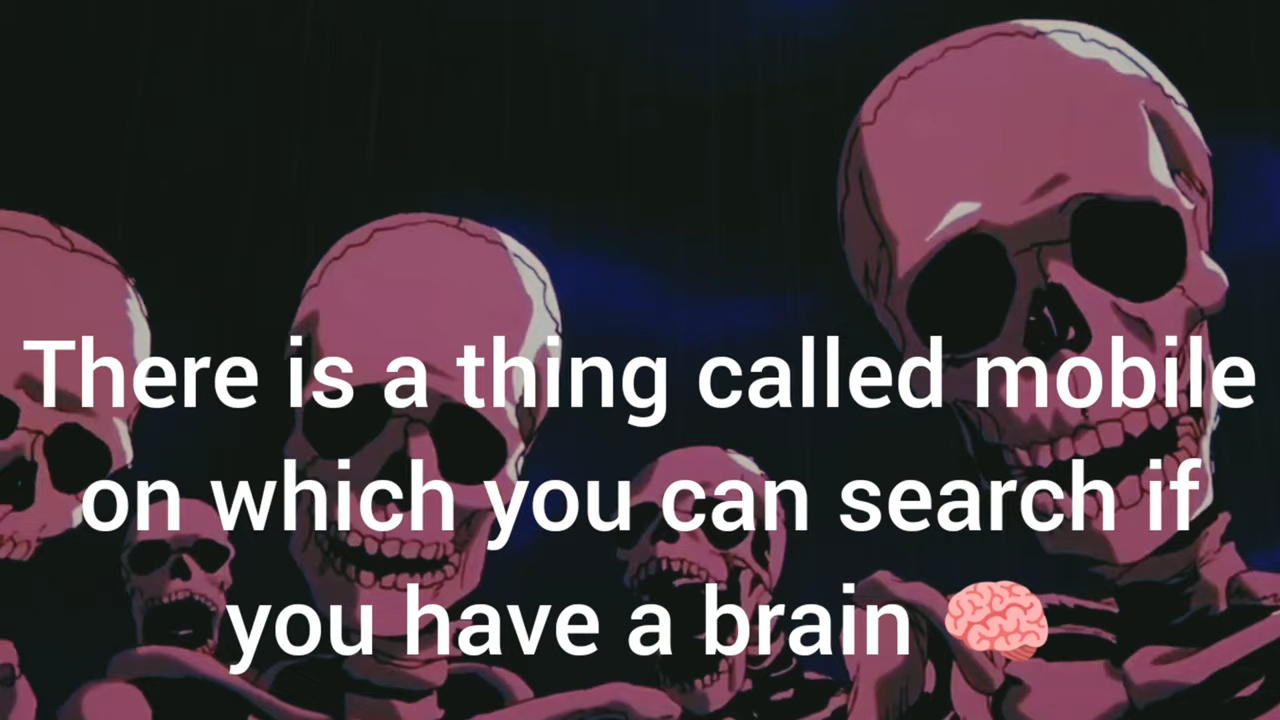 There is a thing called mobile
on which you can search if
you have a brain 🧠